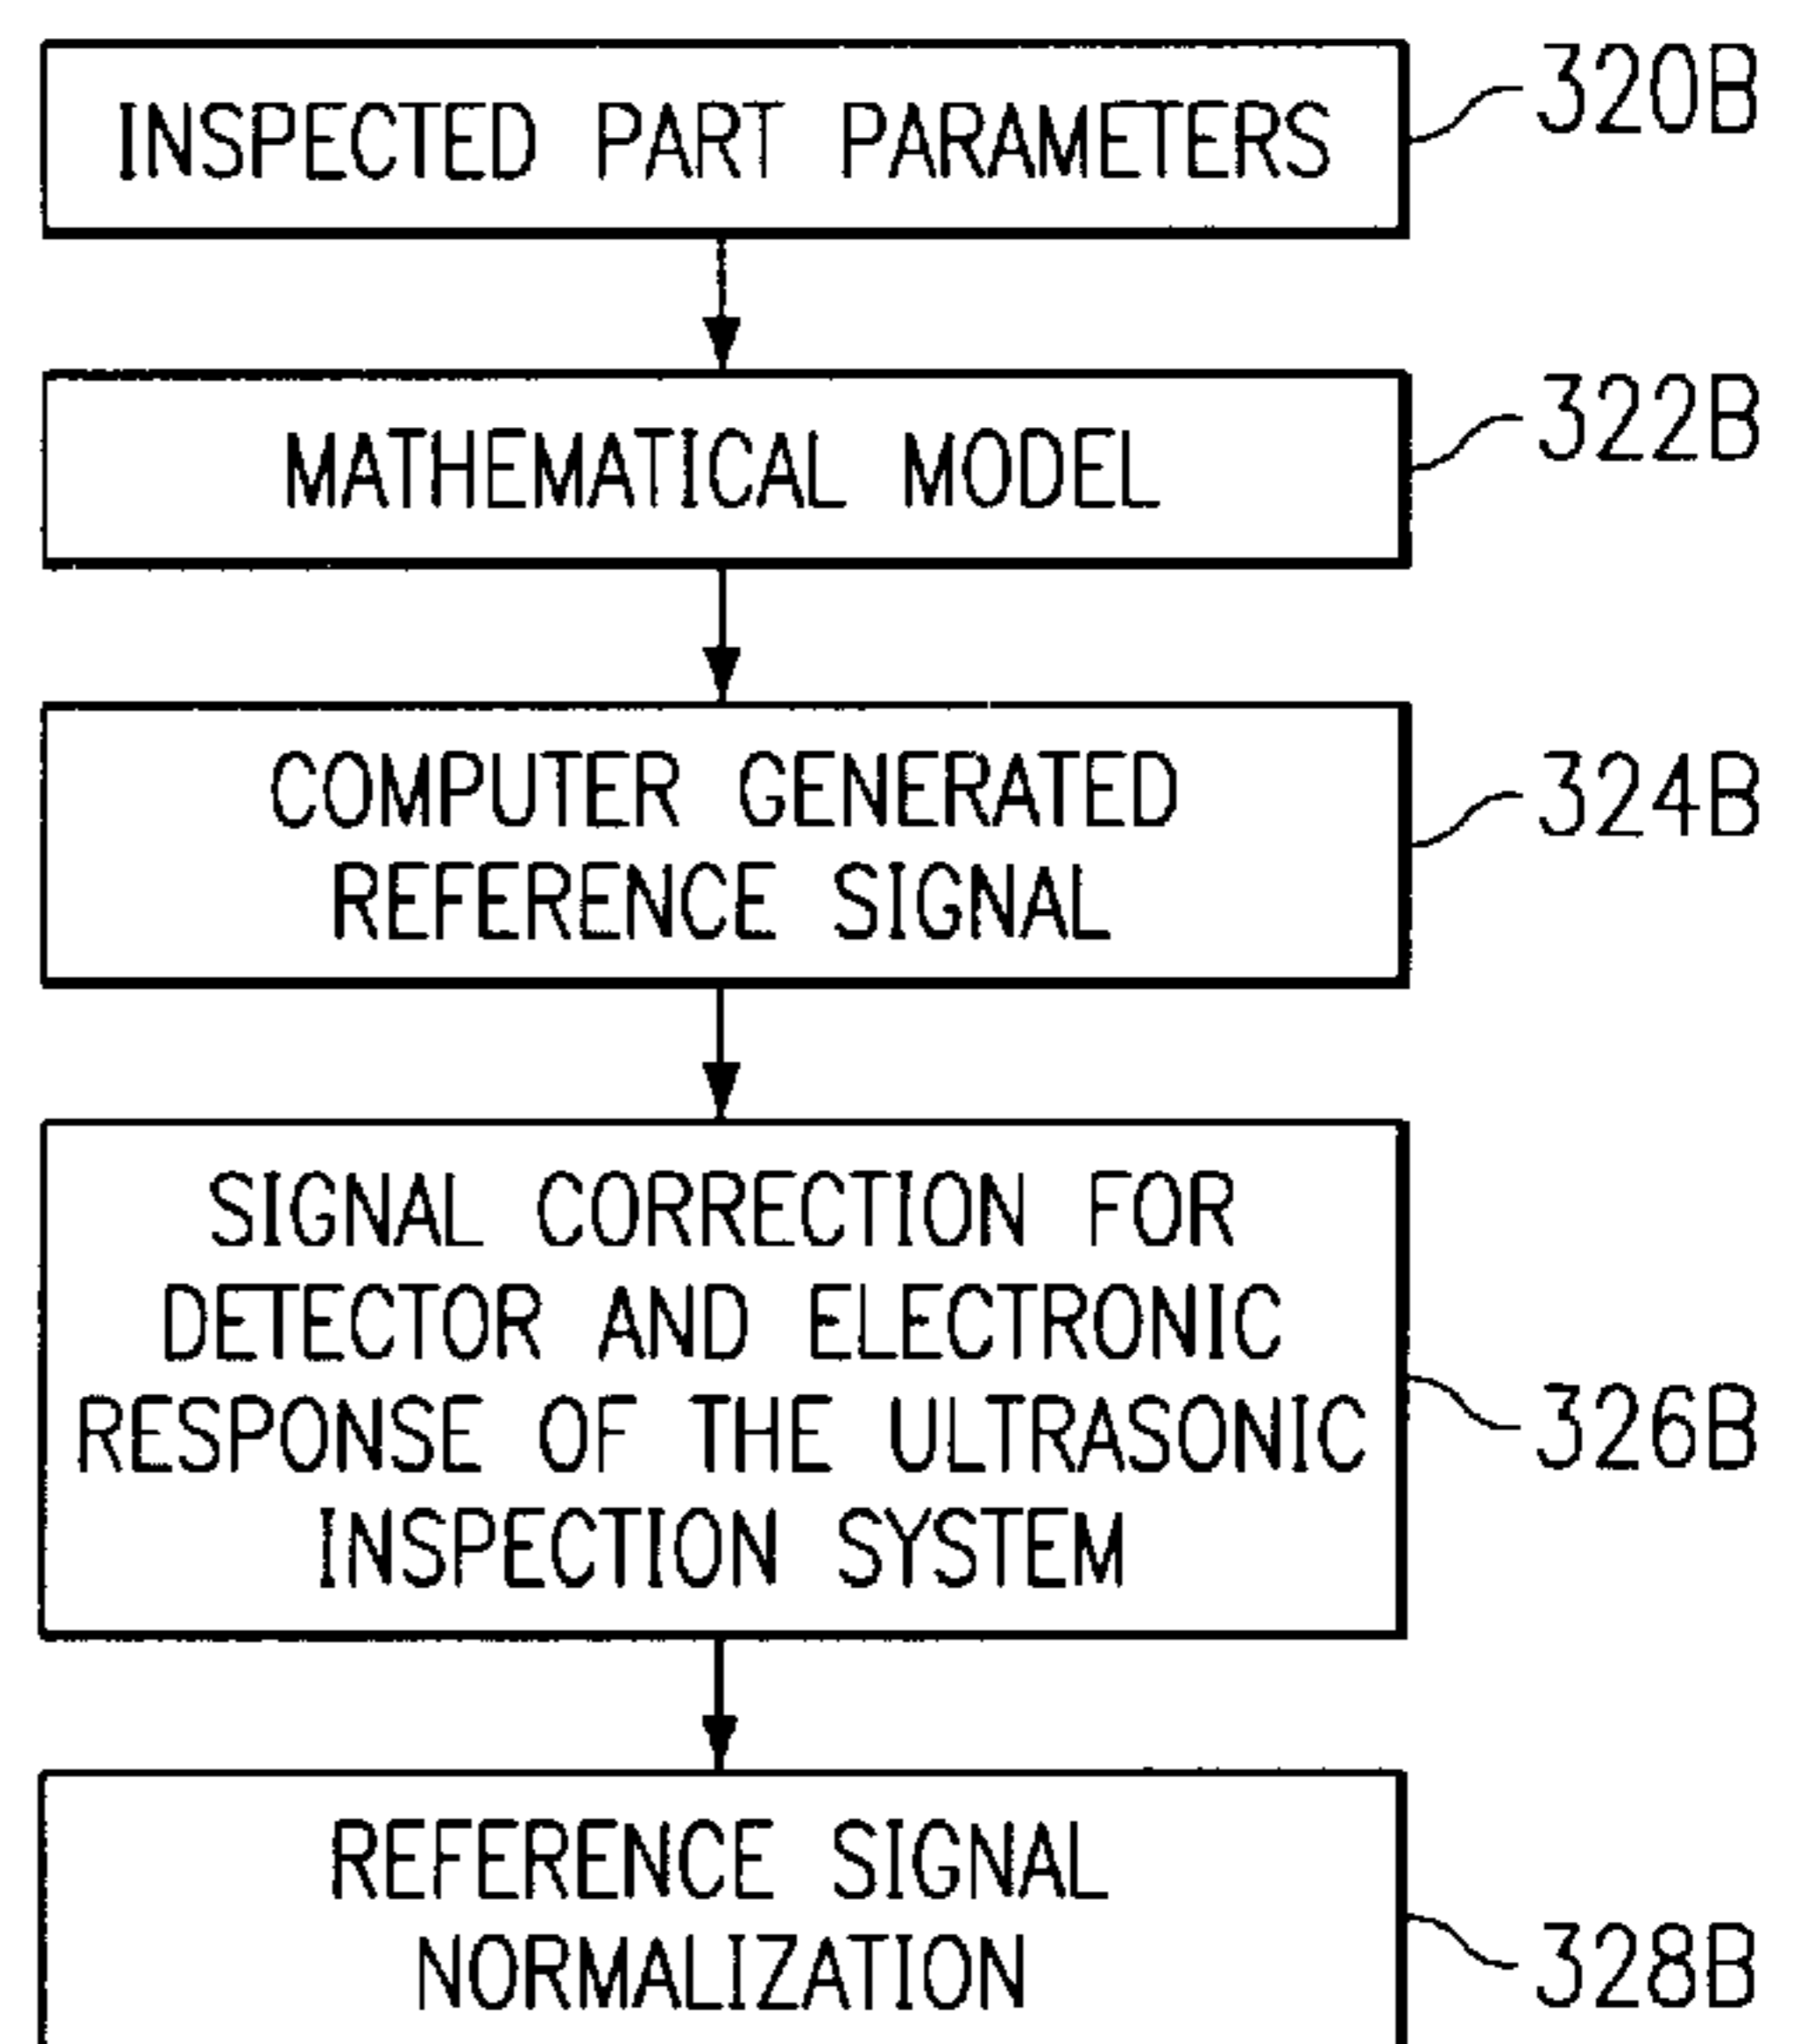 INSPECTED PART PARAMETERS
320B
MATHEMATICAL MODEL
322B
COMPUTER GENERATED
REFERENCE SIGNAL
324B
SIGNAL CORRECTION FOR
DETECTOR AND ELECTRONIC
RESPONSE OF THE ULTRASONIC
INSPECTION SYSTEM
326B
REFERENCE SIGNAL
NORMALIZATION
328B